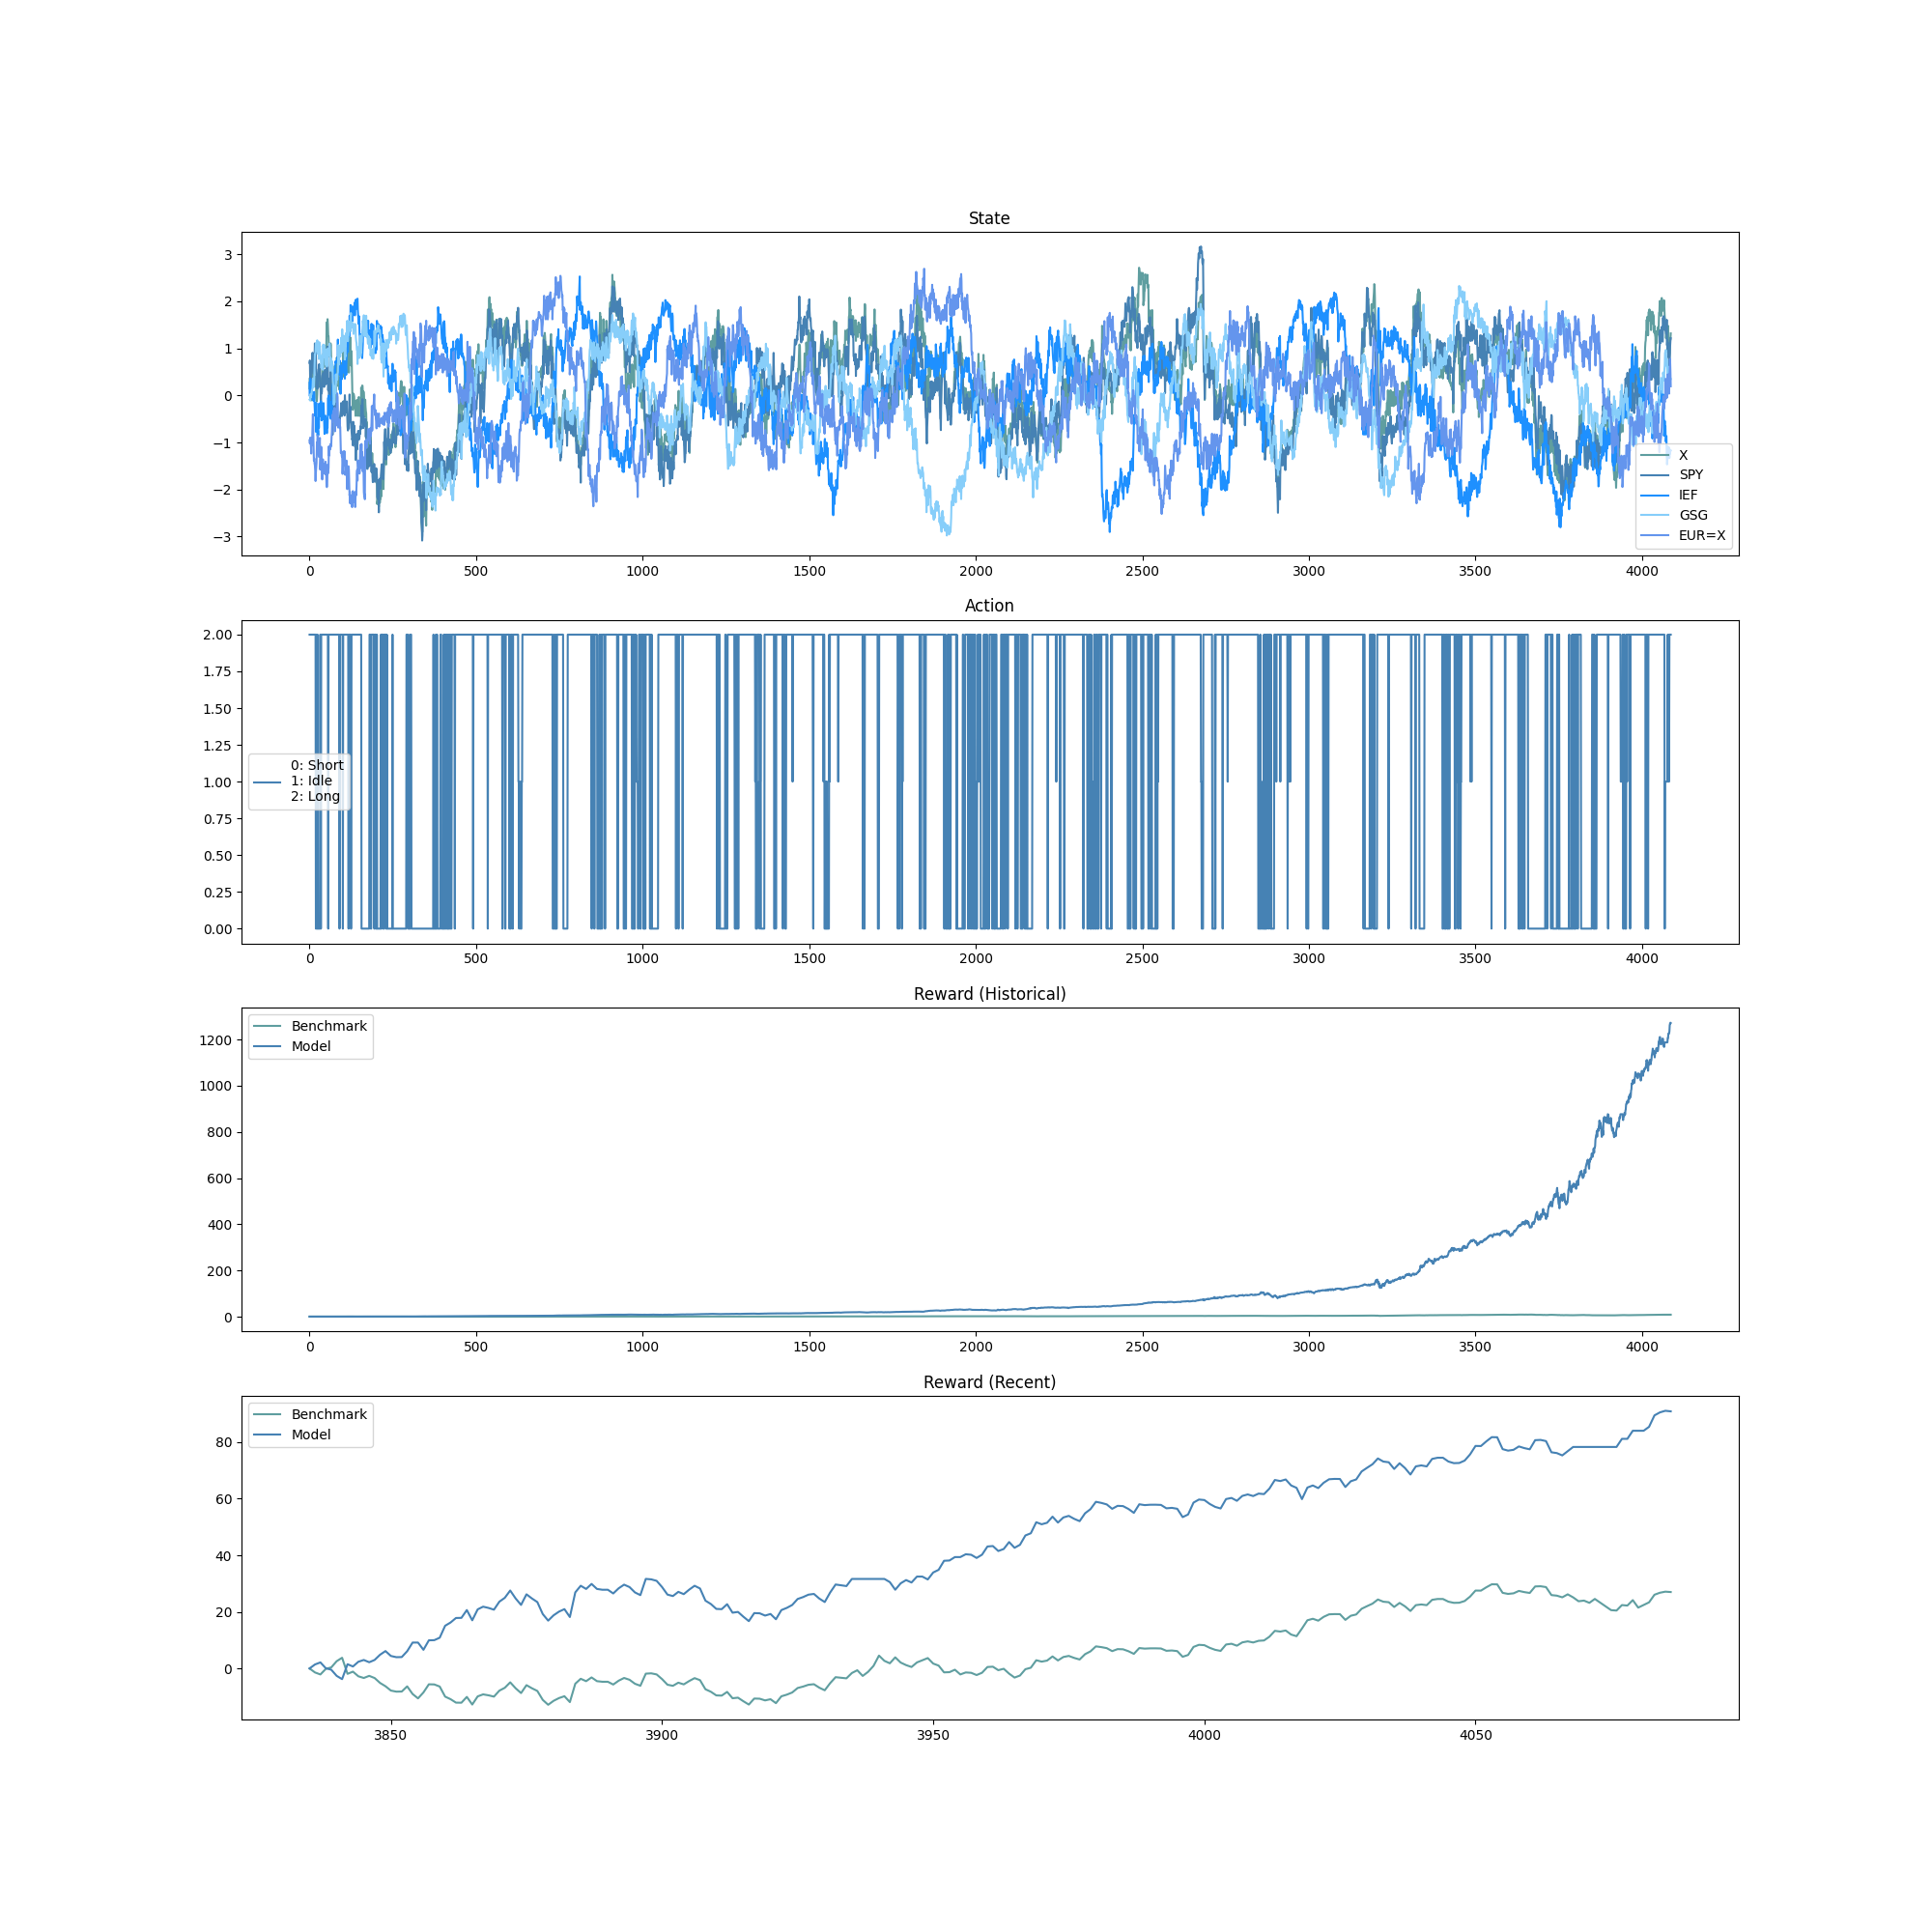 State
3
2
1
0
−1
−2
−3
X
SPY
IEF
GSG
EUR=X
0 500 1000 1500 2000 2500 3000 3500 4000
Action
2.00
1.75
1.50
1.25
1.00
0.75
0.50
0.25
0.00
0: Short
1: Idle
2: Long
0 500 1000 1500 2000 2500 3000 3500 4000
Reward (Historical)
Benchmark
Model
1200
1000
800
600
400
200
0
0 500 1000 1500 2000 2500 3000 3500 4000
Reward (Recent)
Benchmark
Model
80
60
40
20
0
3850 3900 3950 4000 4050